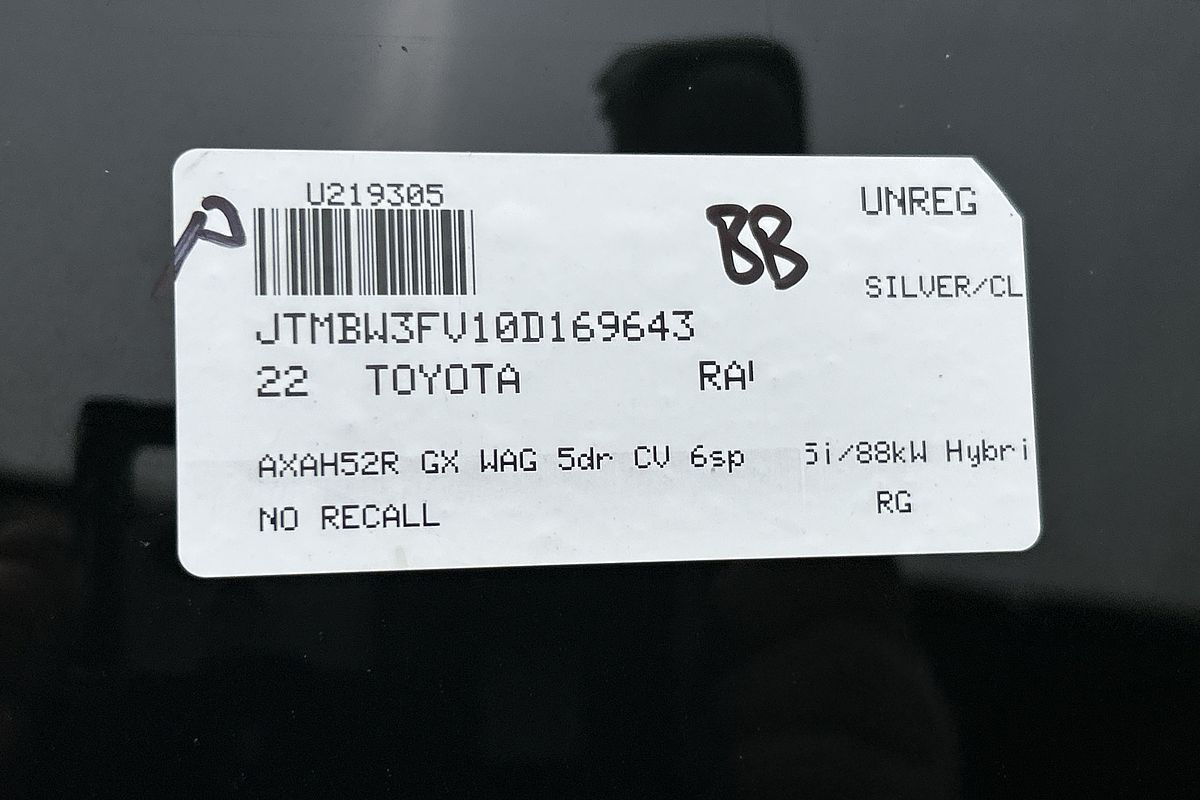 U219305
BB
UNREG
SILVER/CL
JTMBW3FV10D169643
22 TOYOTA RA
AXAH52R GX WAG 5dr CV 6sp 5i/88kW Hybri
NO RECALL
RG